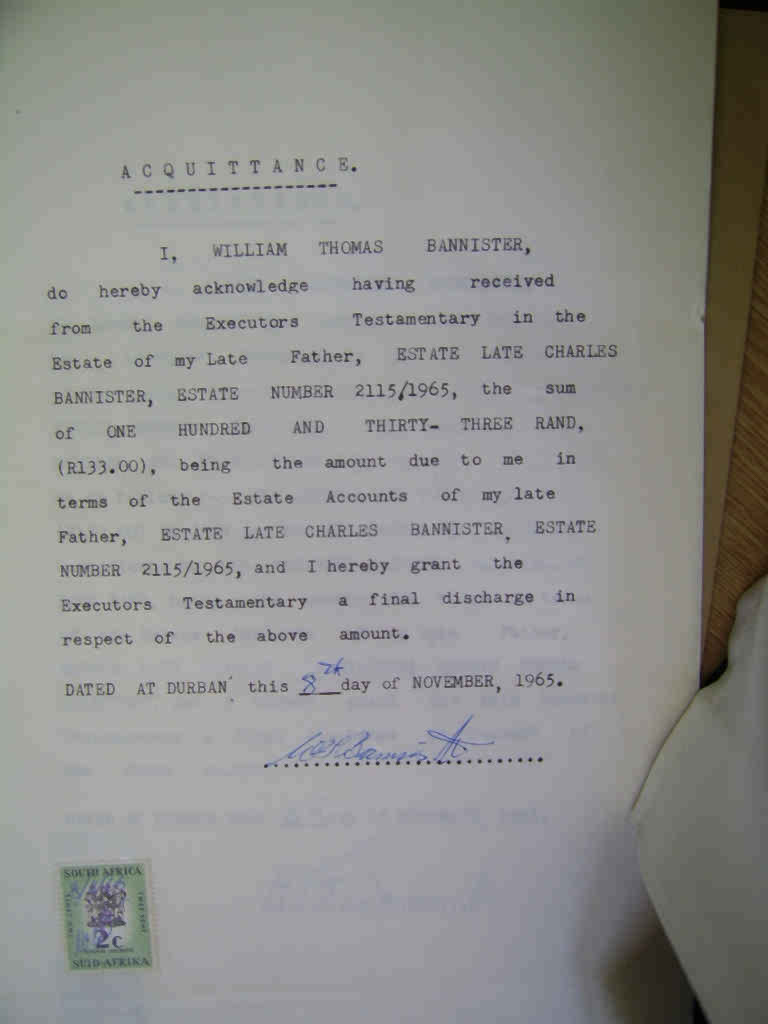 ACQUITTANCE.
I, WILLIAM THOMAS BANNISTER,
do hereby acknowledge having received
from the Executors Testamentary in the
Estate of my Late Father, ESTATE LATE CHARLES
BANNISTER, ESTATE NUMBER 2115/1965, the sum
of ONE HUNDRED AND THIRTY- THREE RAND,
(R133.00), being the amount due to me in
terms of the Estate Accounts of my late
Father, ESTATE LATE CHARLES BANNISTER, ESTATE
NUMBER 2115/1965, and I hereby grant the
Executors Testamentary a final discharge in
respect of the above amount.
DATED AT DURBAN this 8th day of NOVEMBER, 1965.
SOUTH AFRICA
2c
SUID-AFRIKA